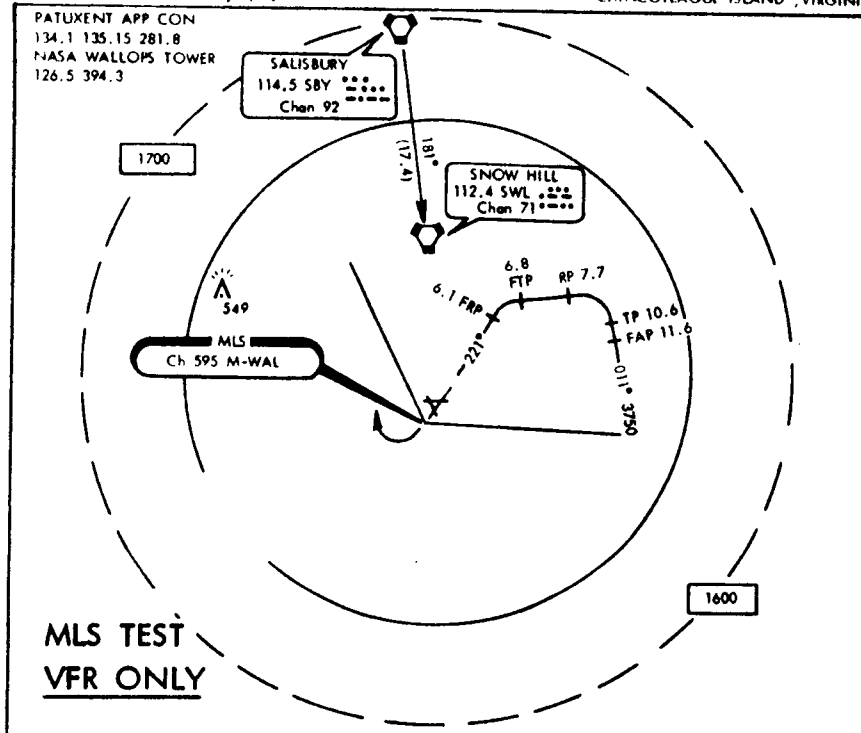 PATUXENT APP CON
134.1 135.15 281.8
NASA WALLOPS TOWER
126.5 394.3
SALISBURY
114.5 SBY
Chan 92
181°
(17.4)
1700
SNOW HILL
112.4 SWL
Chan 71
549
6.1 FRP
6.8
FTP
RP 7.7
TP 10.6
FAP 11.6
MLS
Ch 595 M-WAL
221°
011° 3750
1600
MLS TEST
VFR ONLY